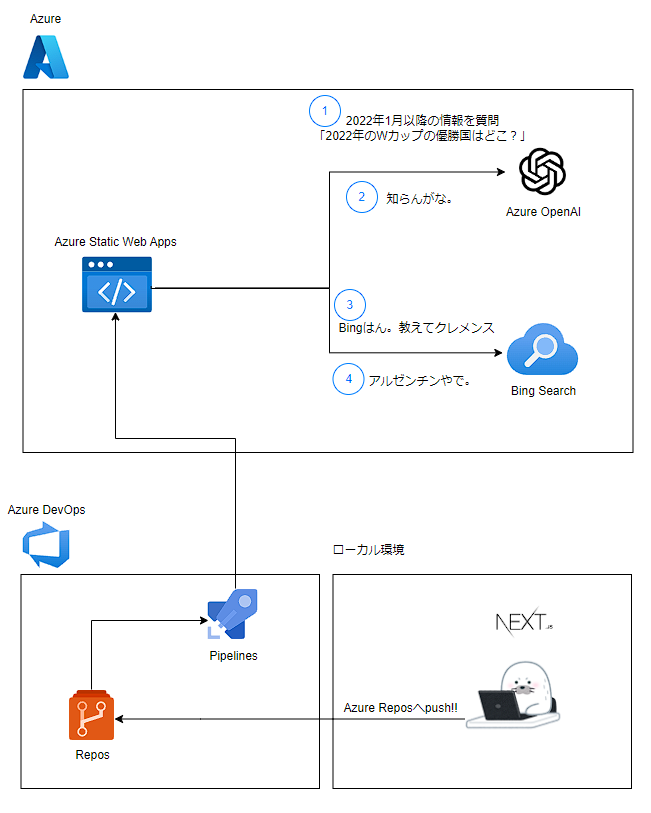 Azure
1
2022年1月以降の情報を質問
「2022年のWカップの優勝国はどこ？」
2
知らんがな。
Azure OpenAI
Azure Static Web Apps
</>
3
Bingはん。教えてクレメンス
4
アルゼンチンやで。
Bing Search
Azure DevOps
ローカル環境
NEXT.JS
Pipelines
Azure Reposへpush!!
Repos